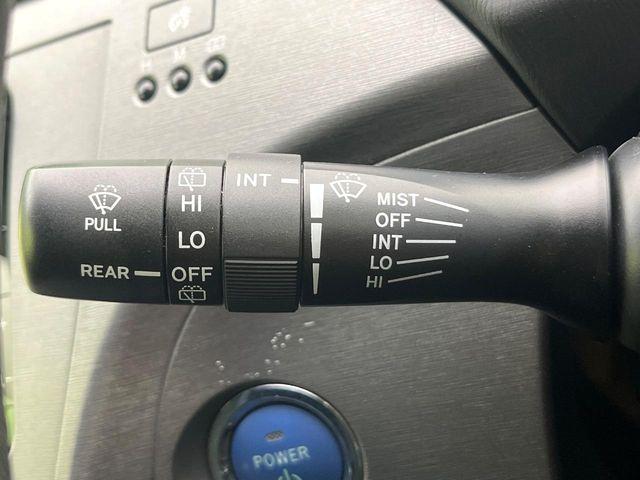 H M
PULL
REAR
HI
LO
OFF
INT
MIST
OFF
INT
LO
HI
POWER